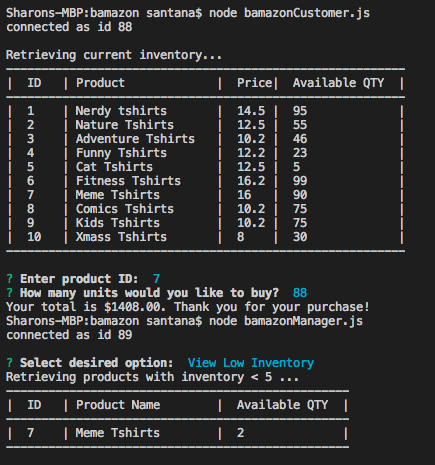 Sharons-MBP:bamazon santana$ node bamazonCustomer.js
connected as id 88
Retrieving current inventory...
| ID | Product | Price| Available QTY |
| 1 | Nerdy tshirts | 14.5 | 95 |
| 2 | Nature Tshirts | 12.5 | 55 |
| 3 | Adventure Tshirts | 10.2 | 46 |
| 4 | Funny Tshirts | 12.2 | 23 |
| 5 | Cat Tshirts | 12.5 | 5 |
| 6 | Fitness Tshirts | 16.2 | 99 |
| 7 | Meme Tshirts | 16 | 90 |
| 8 | Comics Tshirts | 10.2 | 75 |
| 9 | Kids Tshirts | 10.2 | 75 |
| 10 | Xmass Tshirts | 8 | 30 |
? Enter product ID: 7
? How many units would you like to buy? 88
Your total is $1408.00. Thank you for your purchase!
Sharons-MBP:bamazon santana$ node bamazonManager.js
connected as id 89
? Select desired option: View Low Inventory
Retrieving products with inventory < 5 ...
| ID | Product Name | Available QTY |
| 7 | Meme Tshirts | 2 |